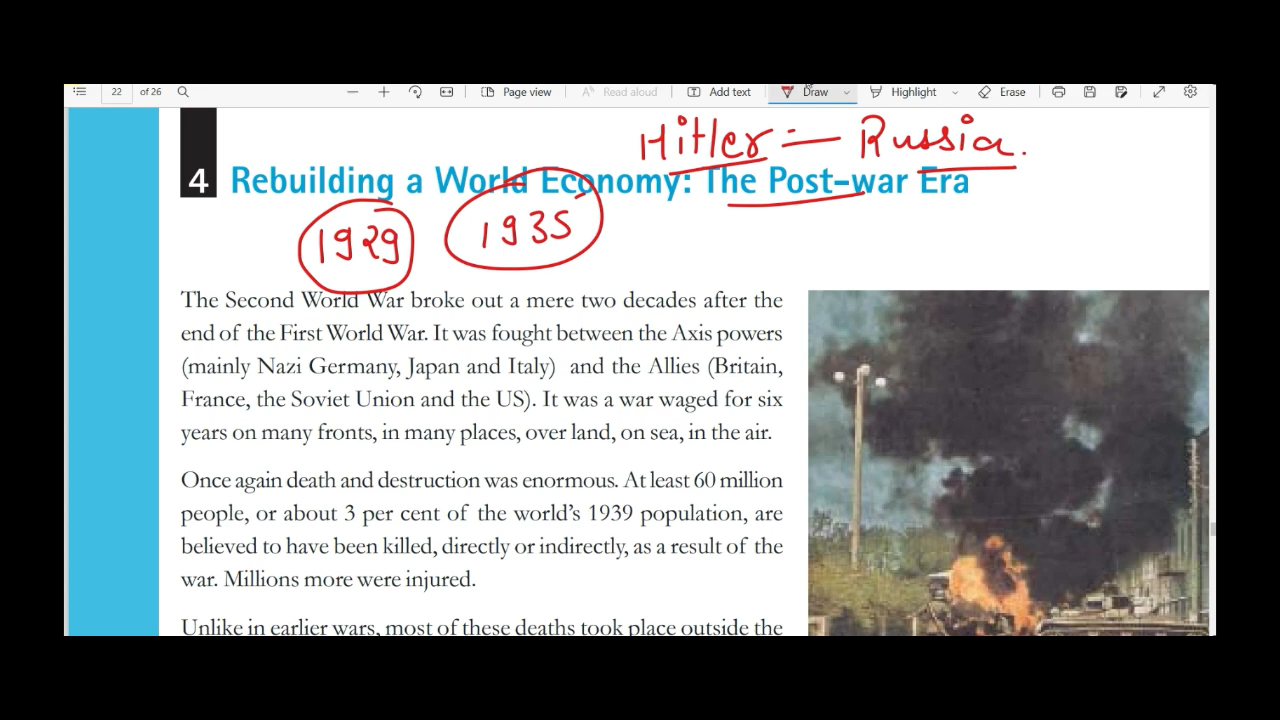 22 of 26 Page view Read aloud Add text Draw Highlight Erase
Hitler :— Russia.
4 Rebuilding a World Economy: The Post-war Era
1929 1935
The Second World War broke out a mere two decades after the
end of the First World War. It was fought between the Axis powers
(mainly Nazi Germany, Japan and Italy) and the Allies (Britain,
France, the Soviet Union and the US). It was a war waged for six
years on many fronts, in many places, over land, on sea, in the air.
Once again death and destruction was enormous. At least 60 million
people, or about 3 per cent of the world's 1939 population, are
believed to have been killed, directly or indirectly, as a result of the
war. Millions more were injured.
Unlike in earlier wars, most of these deaths took place outside the